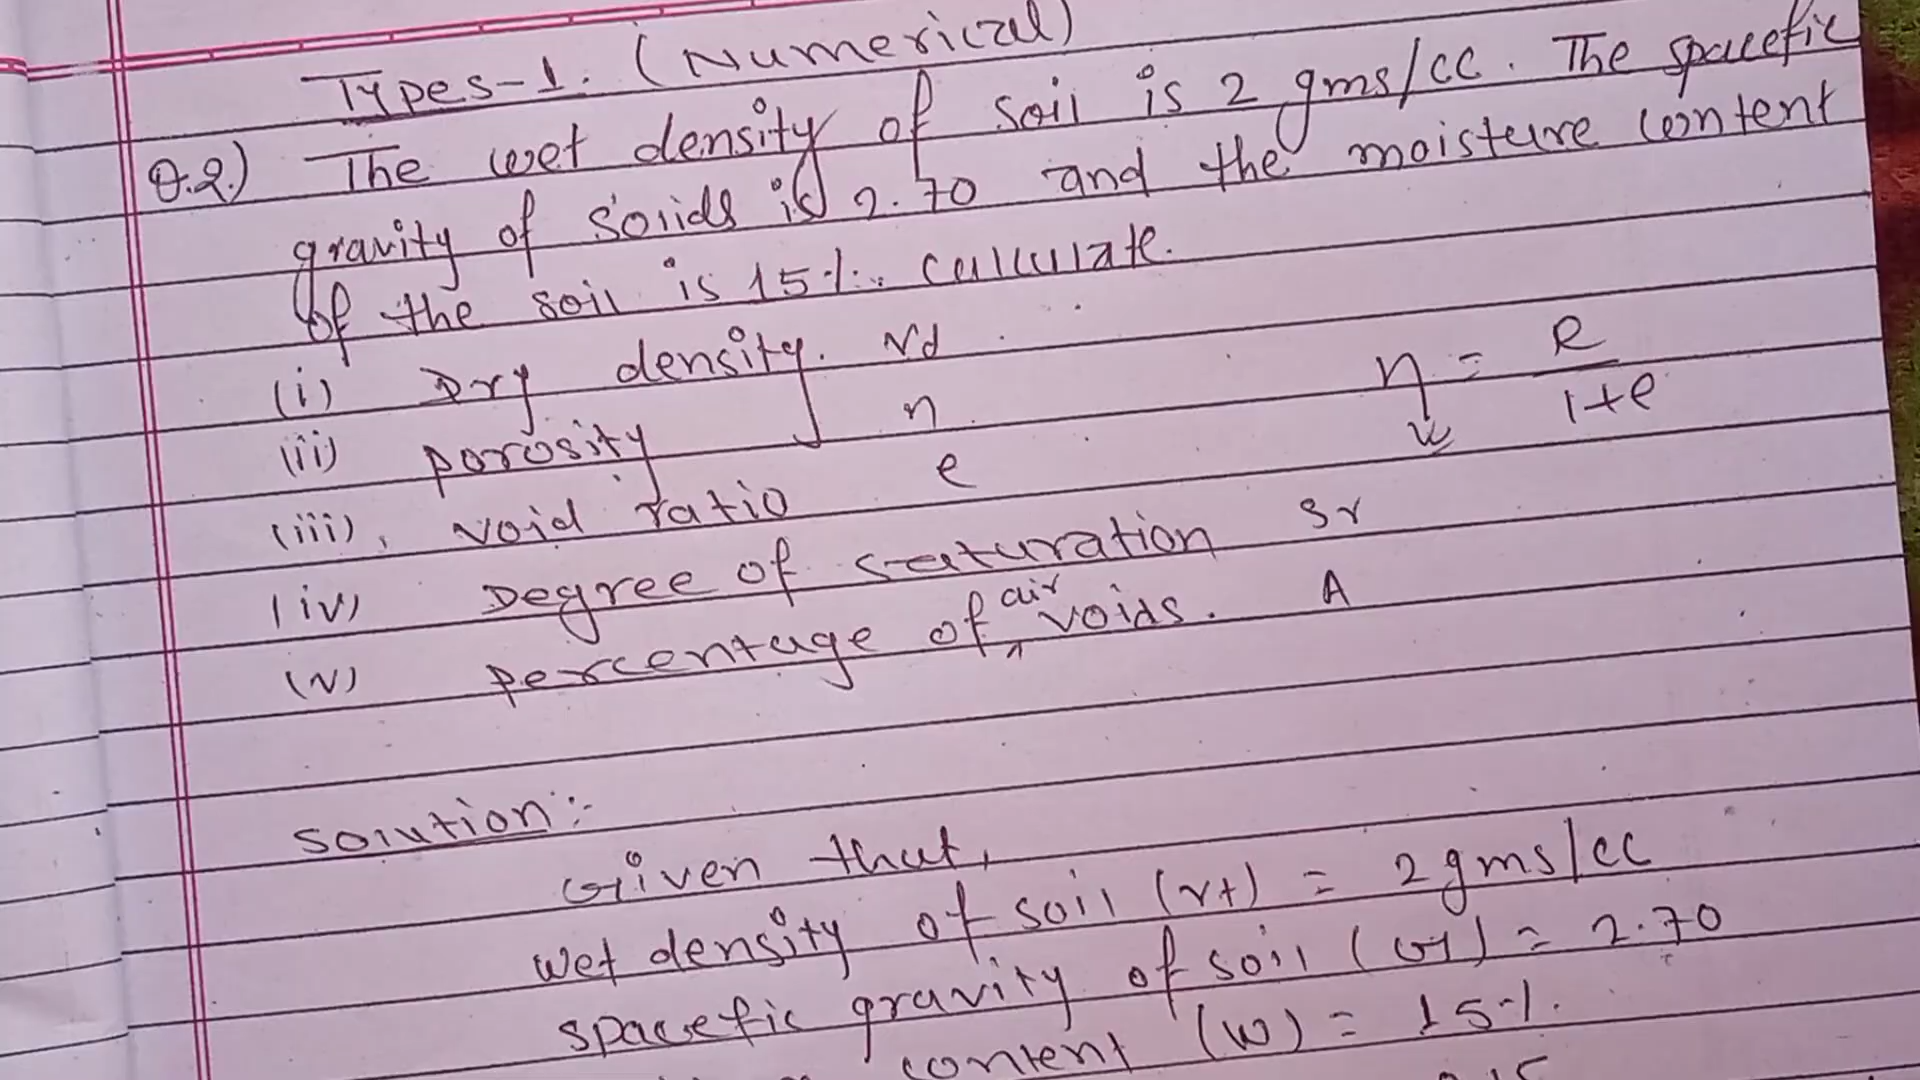 Types-1. (Numerical)
Q.2.) The wet density of soil is 2 gms/cc. The spacefic
gravity of solids is 2.70 and the moisture content
of the soil is 15%. calculate.
(i) Dry density. γd
(ii) porosity n
η = e/1+e
(iii), void ratio e
(iv) Degree of saturation Sr
(v) percentage of air voids. A
Solution:-
Given that,
wet density of soil (γt) = 2 gms/cc
spacefic gravity of soil (G) = 2.70
content (w) = 15%.